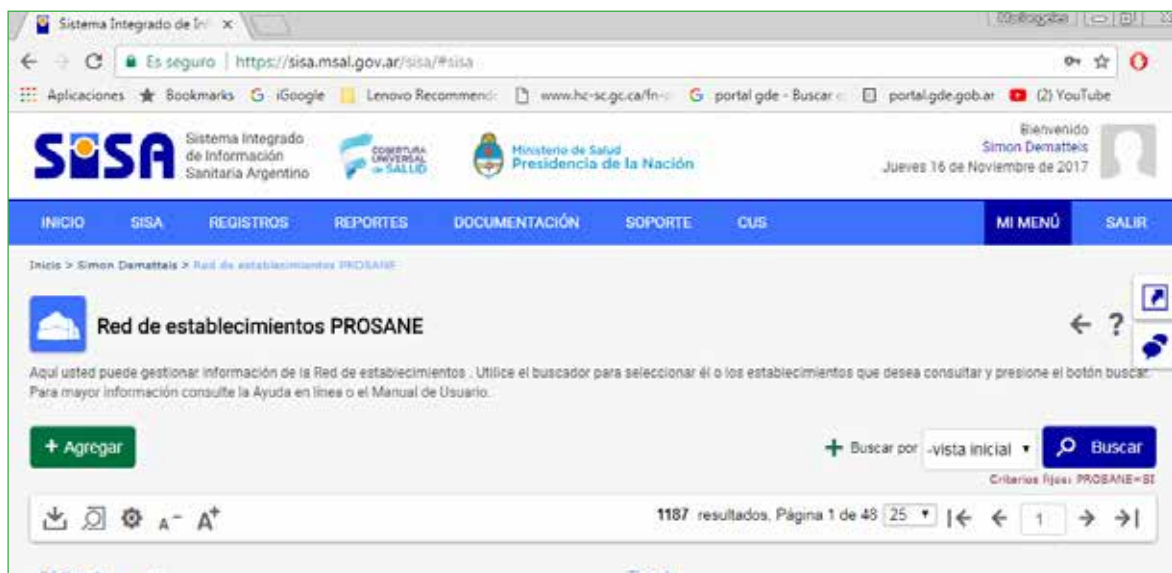 Sistema Integrado de In
Es seguro | https://sisa.msal.gov.ar/sisa/#sisa
Aplicaciones Bookmarks iGoogle Lenovo Recommend www.hc-sc.gc.ca/fn- portal gde - Buscar portal.gde.gob.ar (2) YouTube
SISA
Sistema Integrado
de Información
Sanitaria Argentino
COBERTURA
UNIVERSAL
de SALUD
Ministerio de Salud
Presidencia de la Nación
Bienvenido
Simon Dematteis
Jueves 16 de Noviembre de 2017
INICIO SISA REGISTROS REPORTES DOCUMENTACIÓN SOPORTE CUS MI MENÚ SALIR
Inicio > Simon Dematteis > Red de establecimientos PROSANE
Red de establecimientos PROSANE
?
Aquí usted puede gestionar información de la Red de establecimientos . Utilice el buscador para seleccionar él o los establecimientos que desea consultar y presione el botón buscar.
Para mayor información consulte la Ayuda en línea o el Manual de Usuario.
+ Agregar
+ Buscar por -vista inicial Buscar
Criterios fijos: PROSANE=SI
A- A+ 1187 resultados, Página 1 de 48 25 1